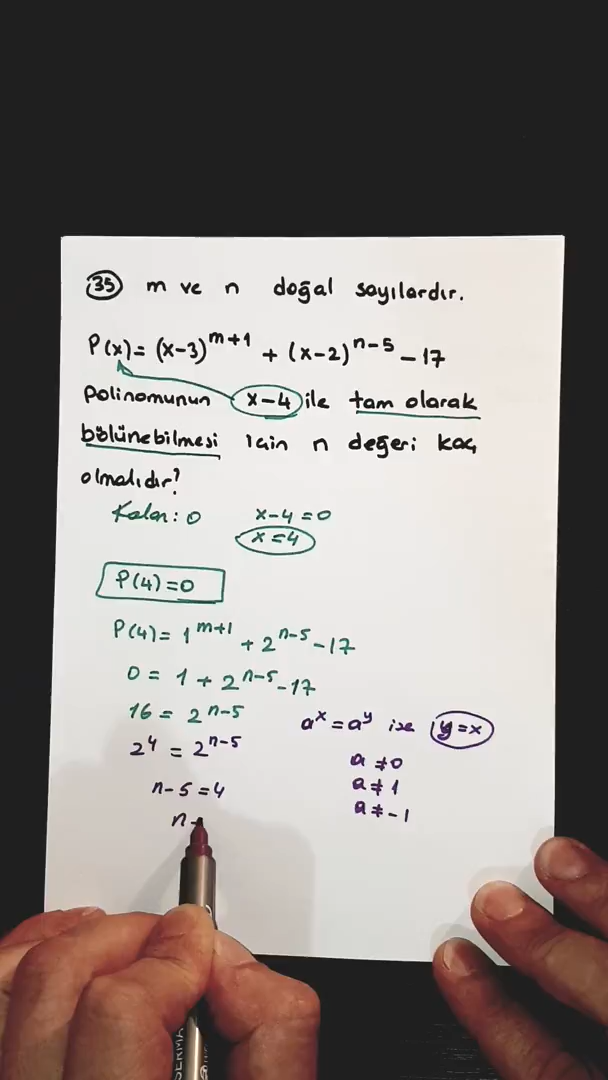 35 m ve n doğal sayılardır.
P(x) = (x-3)^{m+1} + (x-2)^{n-5} - 17
polinomunun x-4 ile tam olarak
bölünebilmesi için n değeri kaç
olmalıdır?
Kalan: 0 x-4=0
x=4
P(4)=0
P(4) = 1^{m+1} + 2^{n-5} - 17
0 = 1 + 2^{n-5} - 17
16 = 2^{n-5} a^x = a^y ise y=x
2^4 = 2^{n-5} a≠0
n-5=4 a≠1
n a≠-1
SERMA